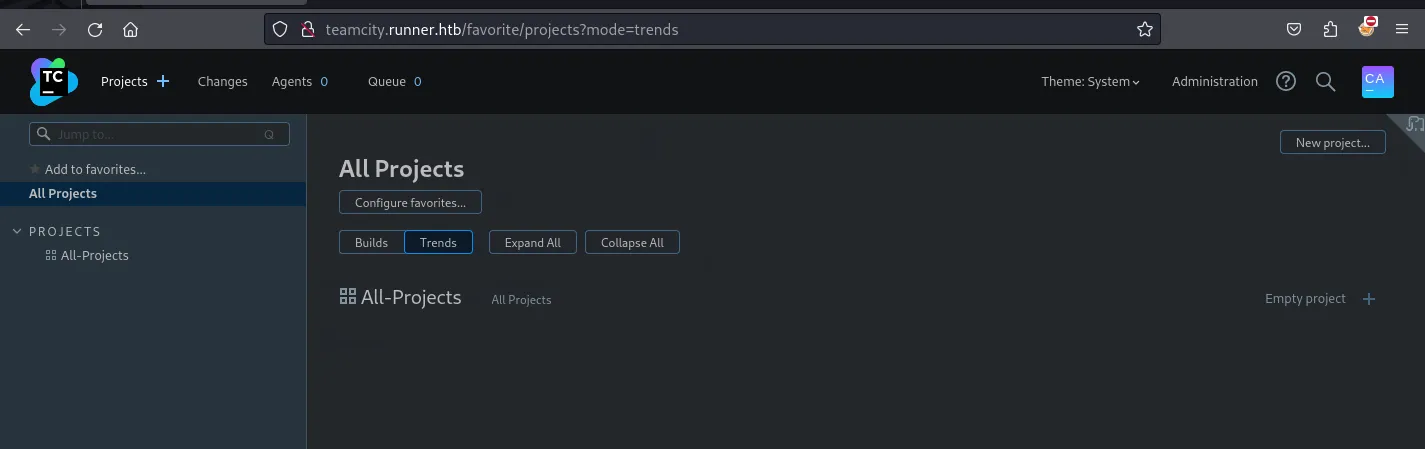 teamcity.runner.htb/favorite/projects?mode=trends
TC Projects Changes Agents 0 Queue 0 Theme: System Administration CA
Jump to... Q
New project...
Add to favorites...
All Projects
All Projects
Configure favorites...
PROJECTS
Builds Trends Expand All Collapse All
All-Projects
All-Projects All Projects Empty project